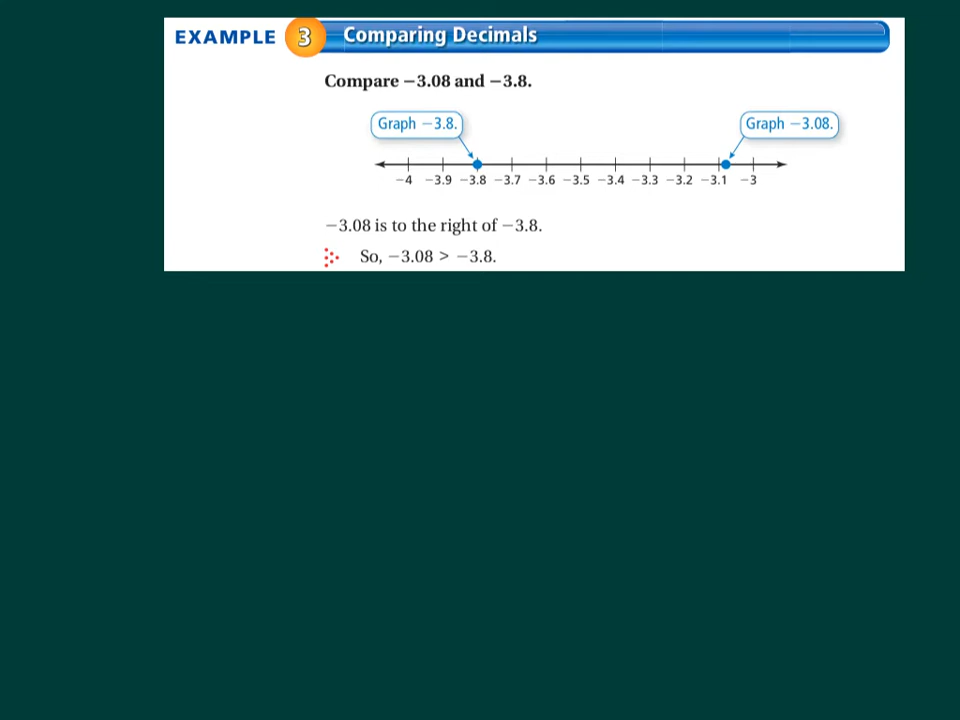 EXAMPLE 3 Comparing Decimals
Compare −3.08 and −3.8.
Graph −3.8. Graph −3.08.
−4 −3.9 −3.8 −3.7 −3.6 −3.5 −3.4 −3.3 −3.2 −3.1 −3
−3.08 is to the right of −3.8.
So, −3.08 > −3.8.